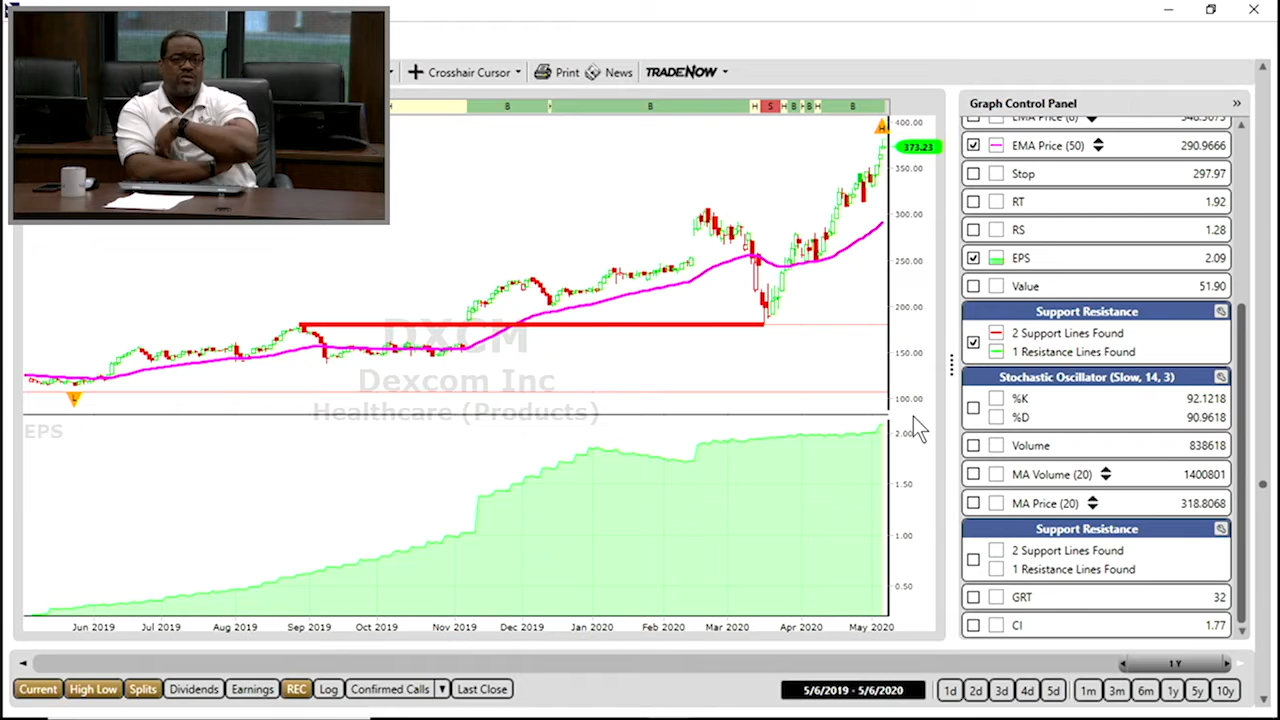 Crosshair Cursor
Print
News
TRADENOW
Graph Control Panel
H B B H S H B H B H B
400.00
H
373.23
350.00
300.00
250.00
200.00
150.00
100.00
L
DXCM
Dexcom Inc
Healthcare (Products)
EPS
2.00
1.50
1.00
0.50
Jun 2019 Jul 2019 Aug 2019 Sep 2019 Oct 2019 Nov 2019 Dec 2019 Jan 2020 Feb 2020 Mar 2020 Apr 2020 May 2020
EMA Price (50) 290.9666
Stop 297.97
RT 1.92
RS 1.28
EPS 2.09
Value 51.90
Support Resistance
2 Support Lines Found
1 Resistance Lines Found
Stochastic Oscillator (Slow, 14, 3)
%K 92.1218
%D 90.9618
Volume 838618
MA Volume (20) 1400801
MA Price (20) 318.8068
Support Resistance
2 Support Lines Found
1 Resistance Lines Found
GRT 32
CI 1.77
1 Y
Current High Low Splits Dividends Earnings REC Log Confirmed Calls Last Close 5/6/2019 - 5/6/2020 1d 2d 3d 4d 5d 1m 3m 6m 1y 5y 10y